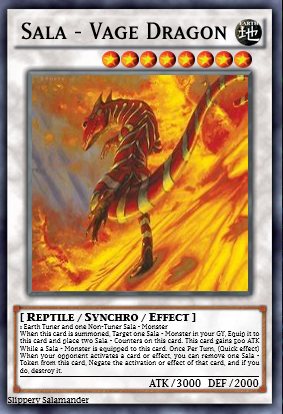 Sala - Vage Dragon
EARTH
地
[ Reptile / Synchro / Effect ]
1 Earth Tuner and one Non-Tuner Sala - Monster
When this card is summoned, Target one Sala - Monster in your GY, Equip it
to this card and place two Sala - Counters on this card. This card gains 500 ATK
While a Sala - Monster is equipped to this card. Once Per Turn, (Quick effect)
When your opponent activates a card or effect, you can remove one Sala -
Token from this card, Negate the activation or effect of that card, and if you
do, destroy it.
ATK / 3000 DEF / 2000
Slippery Salamander